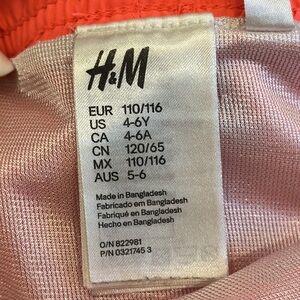 H&M
EUR 110/116
US 4-6Y
CA 4-6A
CN 120/65
MX 110/116
AUS 5-6
Made in Bangladesh
Fabricado em Bangladesh
Fabriqué en Bangladesh
Hecho en Bangladesh
O/N 822981
P/N 0321745 3